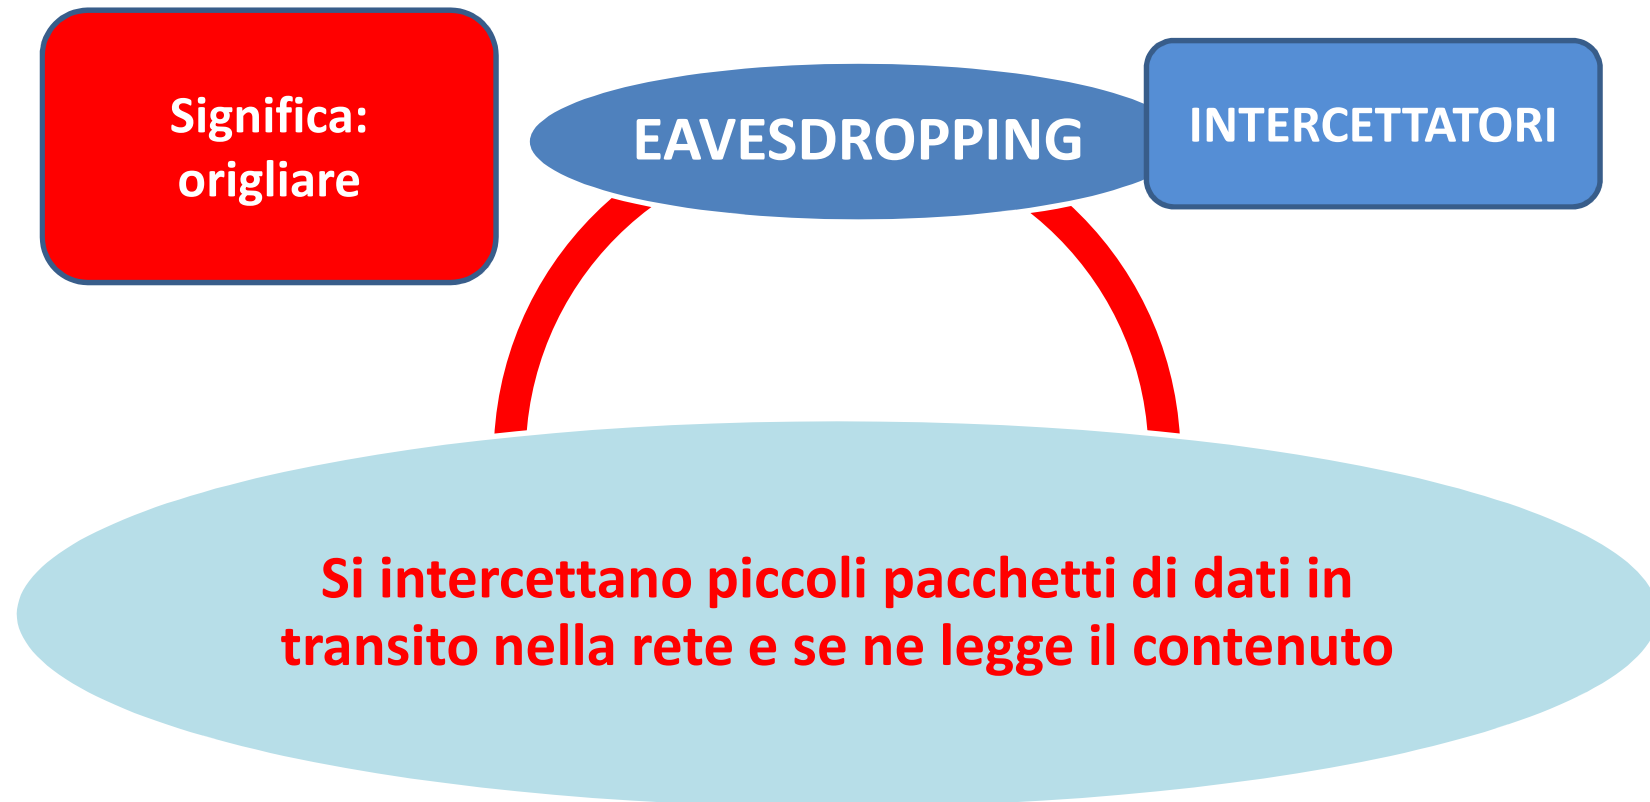 Significa:
origliare
EAVESDROPPING
INTERCETTATORI
Si intercettano piccoli pacchetti di dati in
transito nella rete e se ne legge il contenuto